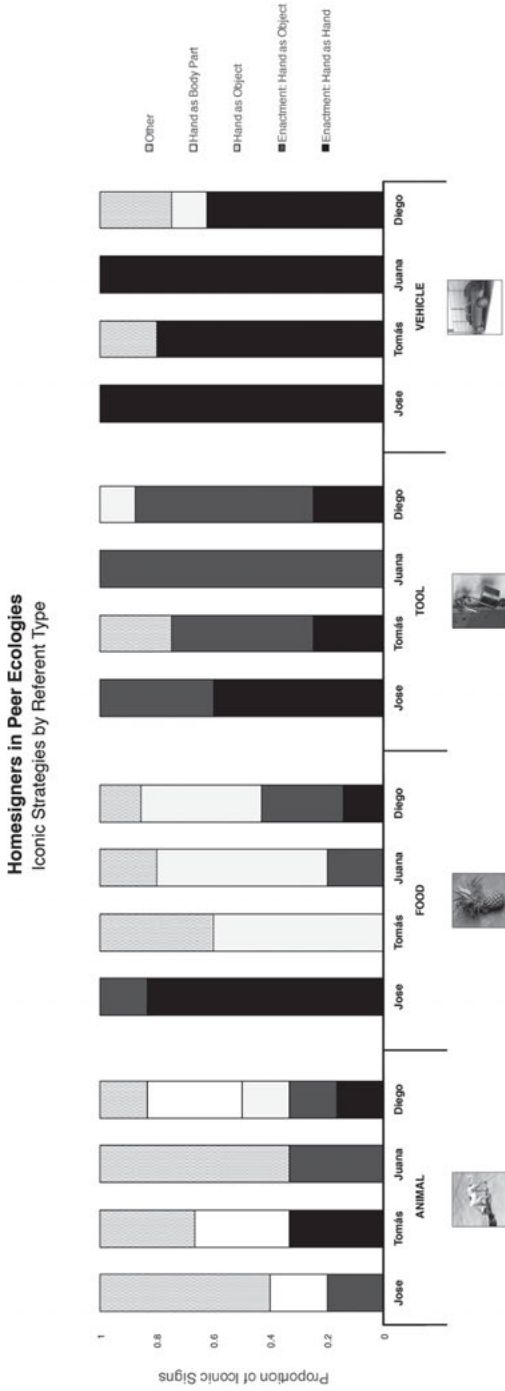 Homesigners in Peer Ecologies
Iconic Strategies by Referent Type
Proportion of Iconic Signs
1
0.8
0.6
0.4
0.2
0
Jose Tomás Juana Diego
ANIMAL
Jose Tomás Juana Diego
FOOD
Jose Tomás Juana Diego
TOOL
Jose Tomás Juana Diego
VEHICLE
Other
Hand as Body Part
Hand as Object
Enactment: Hand as Object
Enactment: Hand as Hand